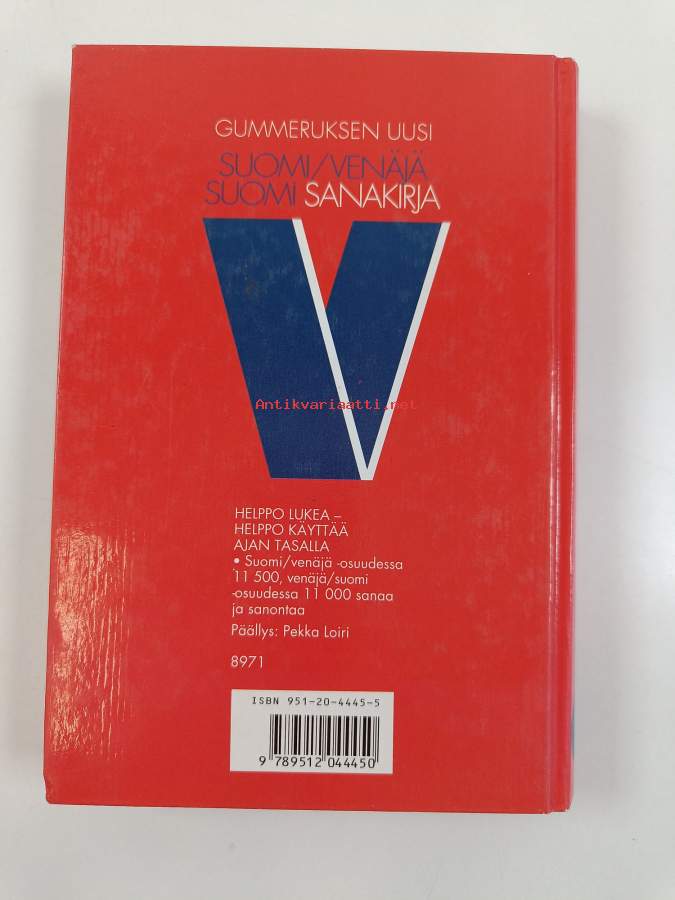 GUMMERUKSEN UUSI
SUOMI/VENÄJÄ
SUOMI SANAKIRJA
V
Antikvariaatti.net
HELPPO LUKEA –
HELPPO KÄYTTÄÄ
AJAN TASALLA
• Suomi/venäjä -osuudessa
11 500, venäjä/suomi
-osuudessa 11 000 sanaa
ja sanontaa
Päällys: Pekka Loiri
8971
ISBN 951-20-4445-5
9 789512 044450